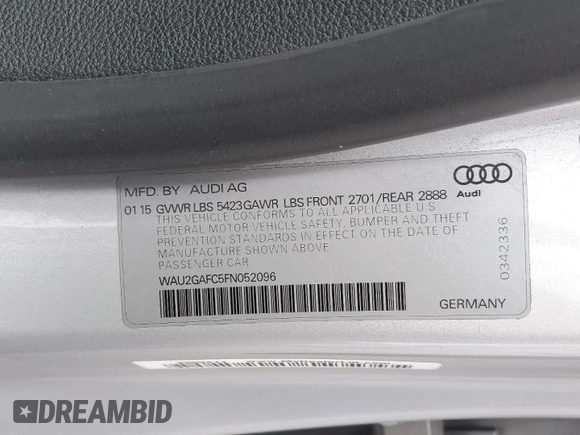 MFD. BY AUDI AG
01 15 GVWR LBS 5423GAWR LBS FRONT 2701/REAR 2888
THIS VEHICLE CONFORMS TO ALL APPLICABLE U.S.
FEDERAL MOTOR VEHICLE SAFETY, BUMPER AND THEFT
PREVENTION STANDARDS IN EFFECT ON THE DATE OF
MANUFACTURE SHOWN ABOVE.
PASSENGER CAR
WAU2GAFC5FN052096
GERMANY
Audi
0342336
DREAMBID